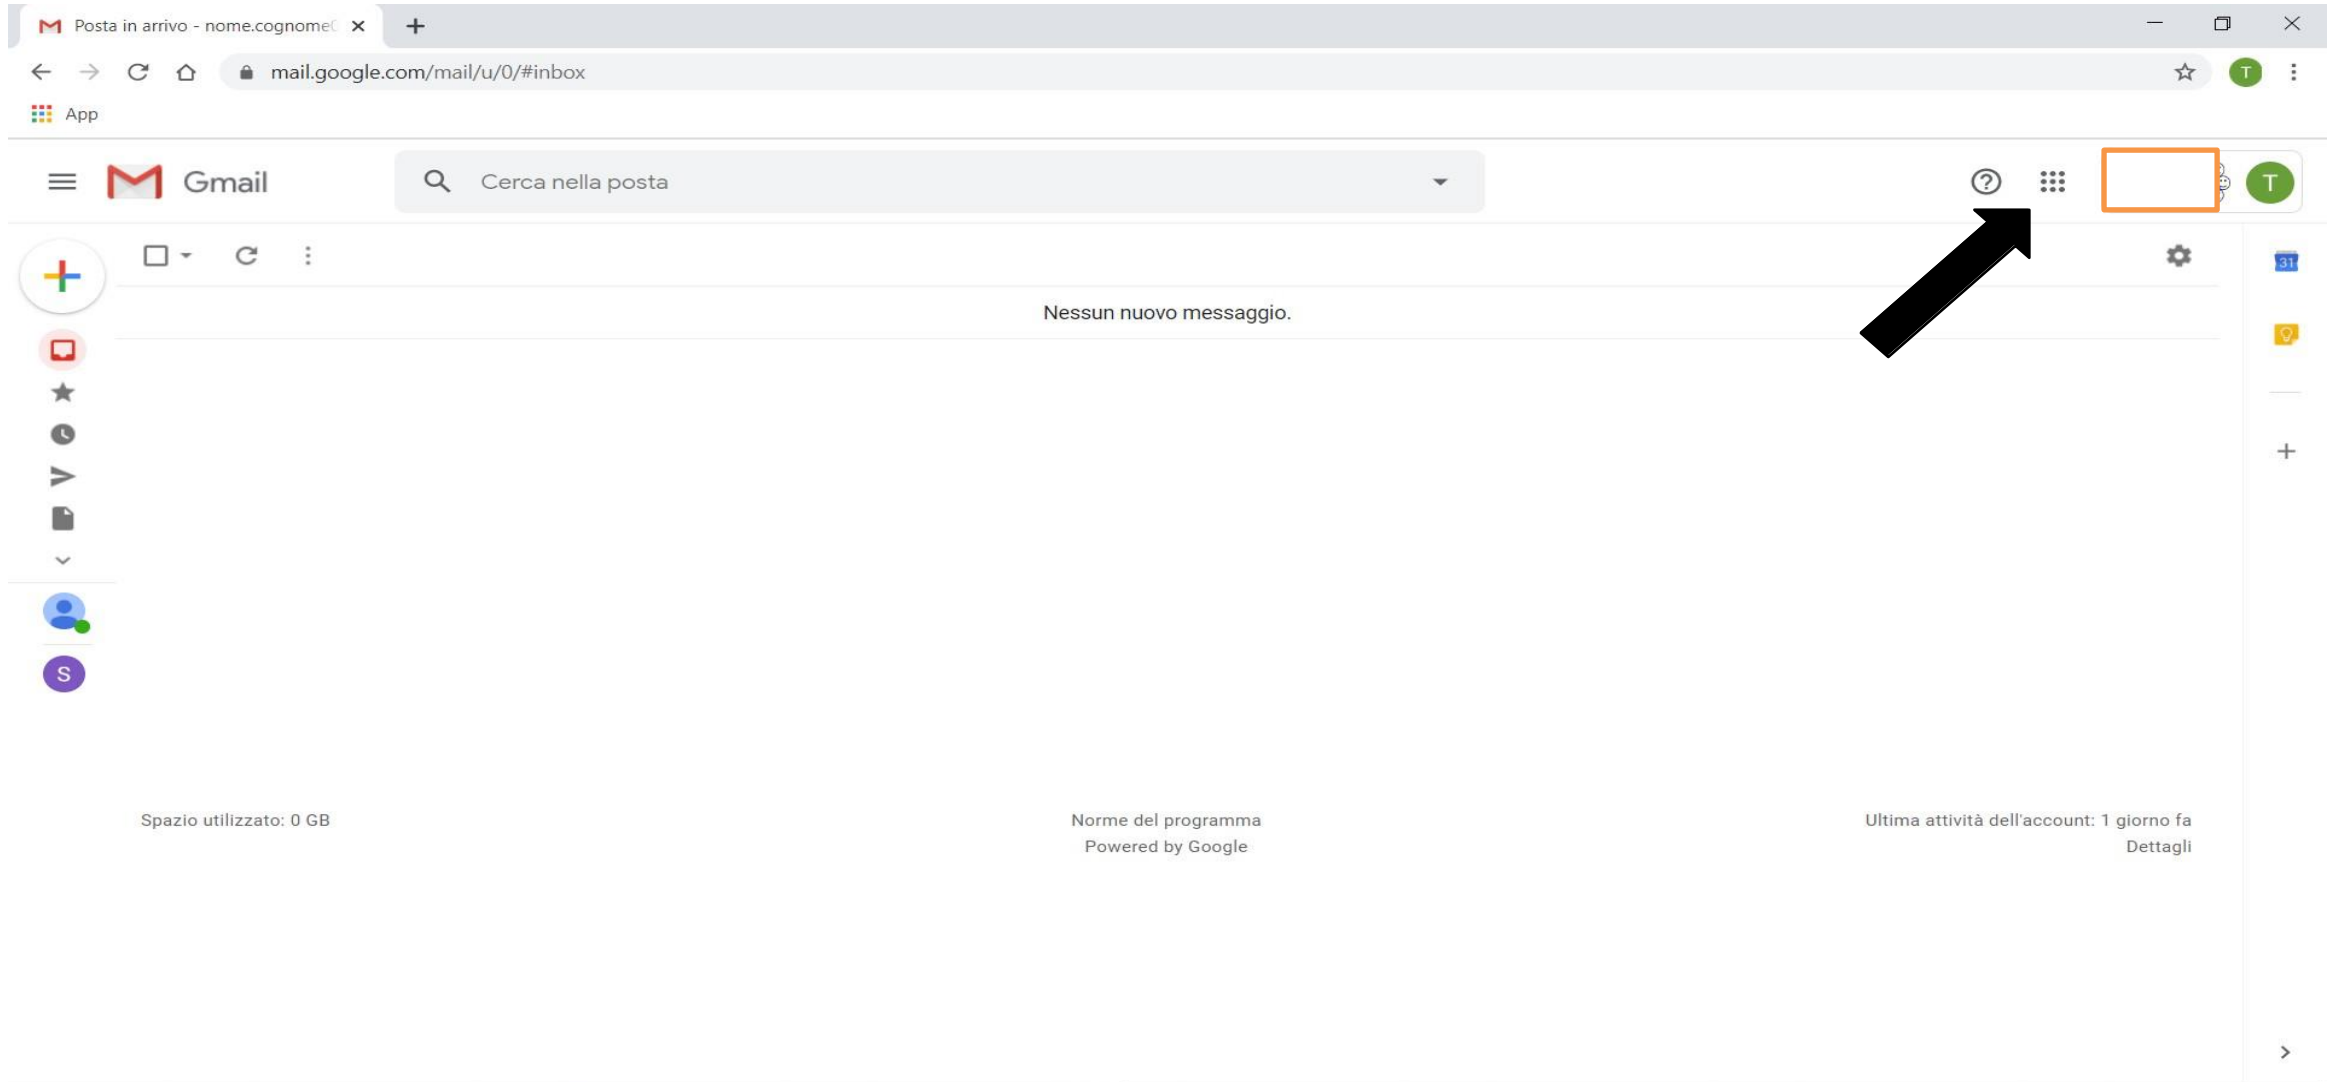 Posta in arrivo - nome.cognome
mail.google.com/mail/u/0/#inbox
T
App
Gmail
Cerca nella posta
T
31
Nessun nuovo messaggio.
S
Spazio utilizzato: 0 GB
Norme del programma
Powered by Google
Ultima attività dell'account: 1 giorno fa
Dettagli